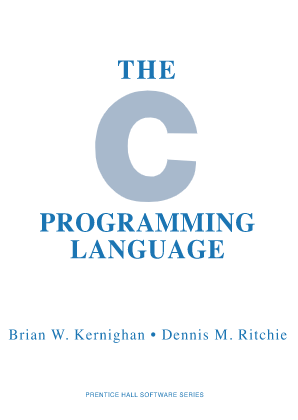 THE
C
PROGRAMMING
LANGUAGE
Brian W. Kernighan • Dennis M. Ritchie
PRENTICE HALL SOFTWARE SERIES